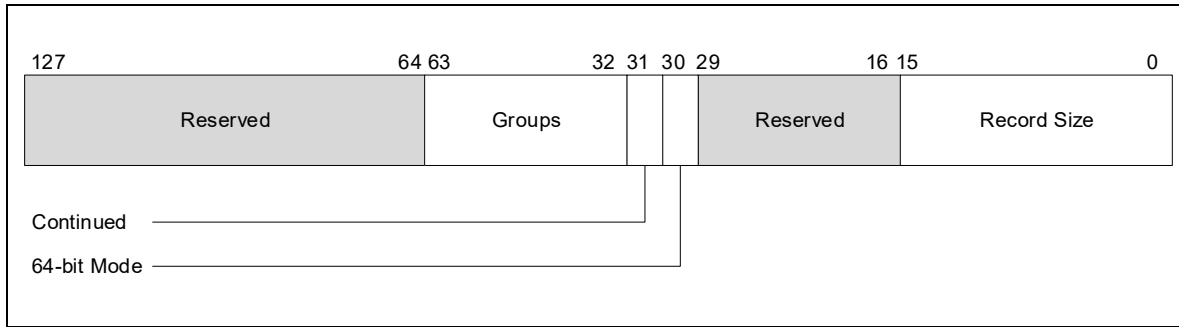 127 64 63 32 31 30 29 16 15 0
Reserved Groups Reserved Record Size
Continued
64-bit Mode